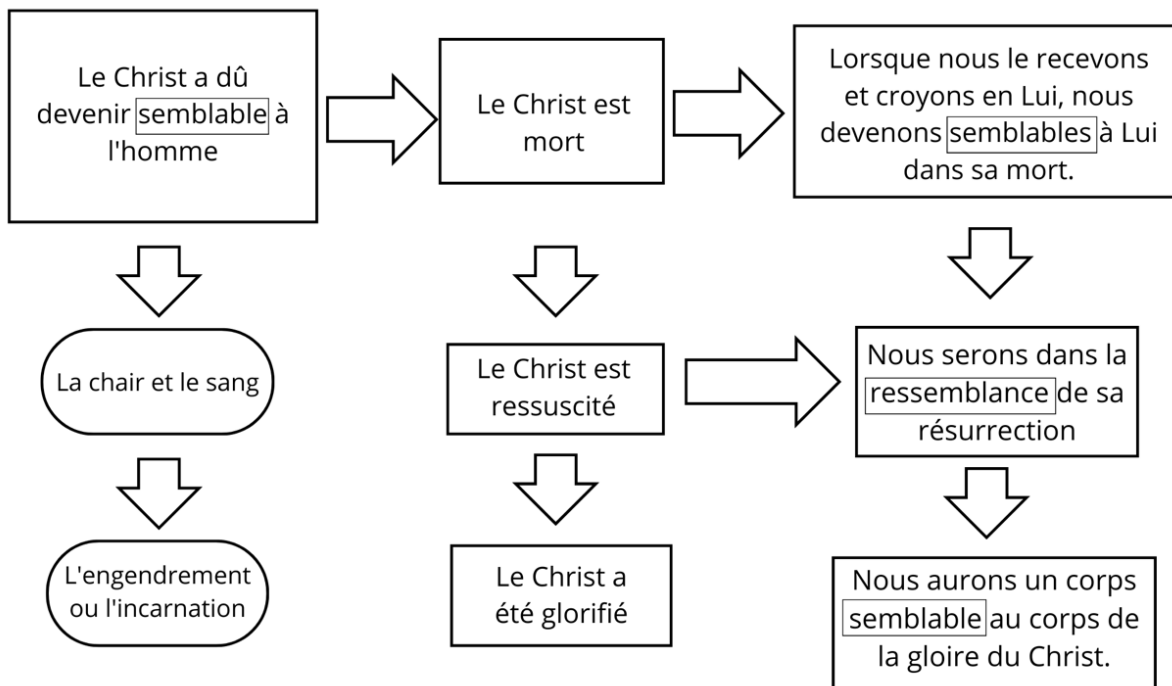 Le Christ a dû
devenir semblable à
l'homme
Le Christ est
mort
Lorsque nous le recevons
et croyons en Lui, nous
devenons semblables à Lui
dans sa mort.
La chair et le sang
Le Christ est
ressuscité
Nous serons dans la
ressemblance de sa
résurrection
L'engendrement
ou l'incarnation
Le Christ a
été glorifié
Nous aurons un corps
semblable au corps de
la gloire du Christ.